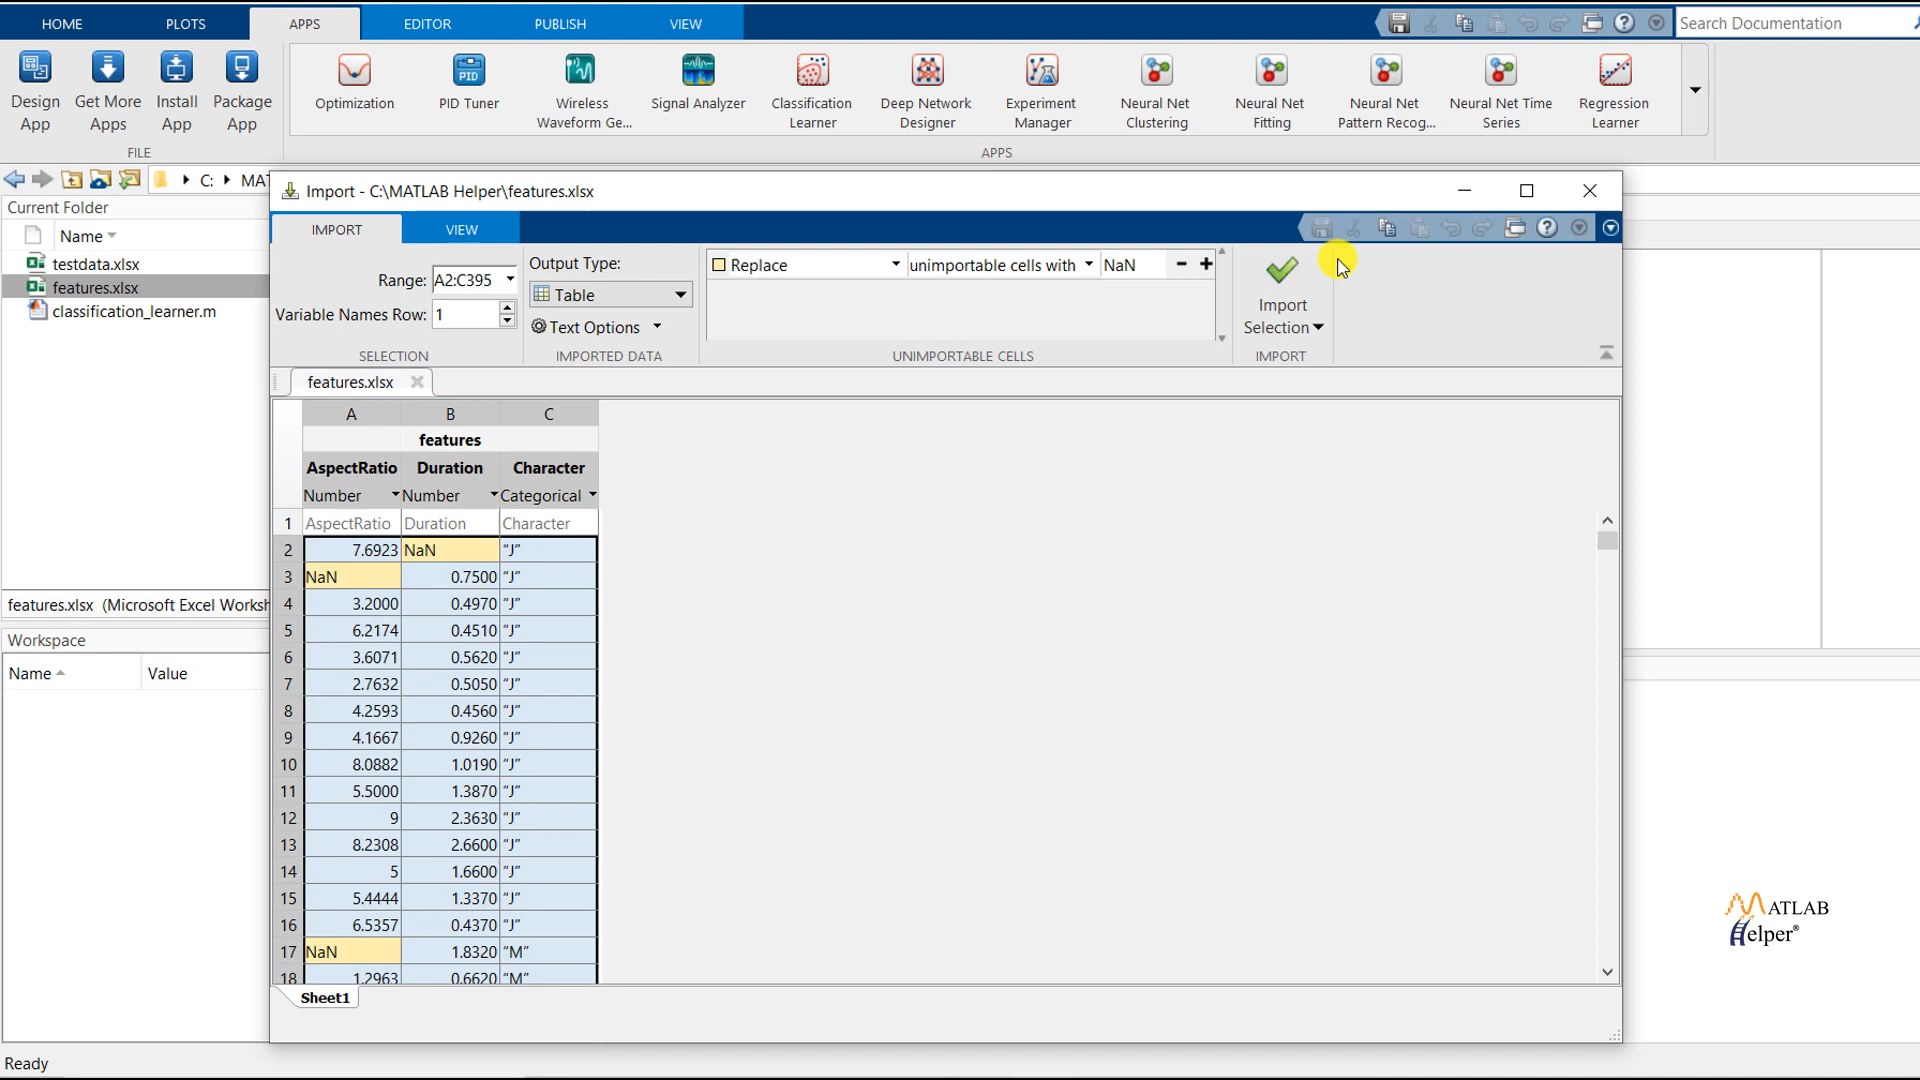 HOME PLOTS APPS EDITOR PUBLISH VIEW Search Documentation
Design App
Get More Apps
Install App
Package App
Optimization
PID Tuner
Wireless Waveform Ge...
Signal Analyzer
Classification Learner
Deep Network Designer
Experiment Manager
Neural Net Clustering
Neural Net Fitting
Neural Net Pattern Recog...
Neural Net Time Series
Regression Learner
FILE APPS
C: MAT
Current Folder
Name
testdata.xlsx
features.xlsx
classification_learner.m
features.xlsx (Microsoft Excel Worksh
Workspace
Name Value
Ready
Import - C:\MATLAB Helper\features.xlsx
IMPORT VIEW
Range: A2:C395
Variable Names Row: 1
SELECTION
Output Type:
Table
Text Options
IMPORTED DATA
Replace unimportable cells with NaN
UNIMPORTABLE CELLS
Import
Selection
IMPORT
features.xlsx
A B C
features
AspectRatio Duration Character
Number Number Categorical
1 AspectRatio Duration Character
2 7.6923 NaN “J”
3 NaN 0.7500 “J”
4 3.2000 0.4970 “J”
5 6.2174 0.4510 “J”
6 3.6071 0.5620 “J”
7 2.7632 0.5050 “J”
8 4.2593 0.4560 “J”
9 4.1667 0.9260 “J”
10 8.0882 1.0190 “J”
11 5.5000 1.3870 “J”
12 9 2.3630 “J”
13 8.2308 2.6600 “J”
14 5 1.6600 “J”
15 5.4444 1.3370 “J”
16 6.5357 0.4370 “J”
17 NaN 1.8320 “M”
18 1.2963 0.6620 “M”
Sheet1
MATLAB
Helper®